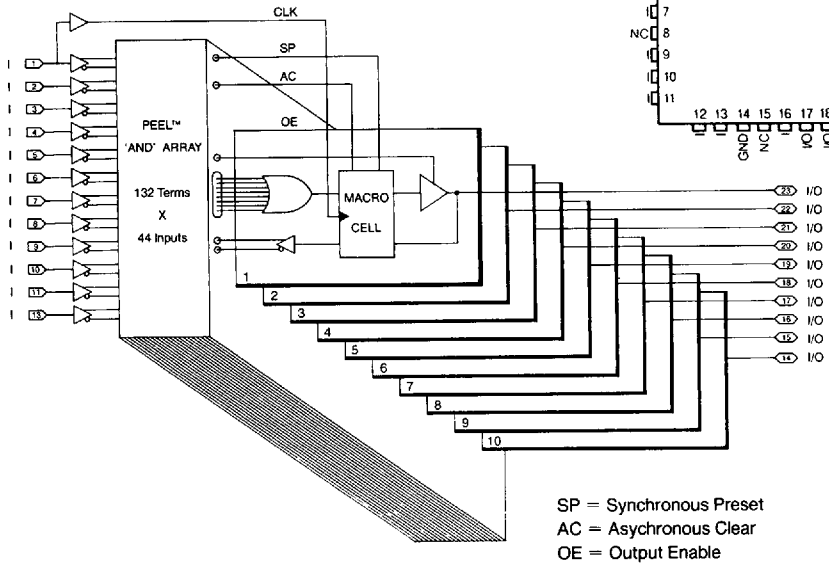 CLK
SP
AC
OE
I 1
I 2
I 3
I 4
I 5
I 6
I 7
I 8
I 9
I 10
I 11
I 13
PEEL™
'AND' ARRAY
132 Terms
X
44 Inputs
MACRO
CELL
1
2
3
4
5
6
7
8
9
10
23 I/O
22 I/O
21 I/O
20 I/O
19 I/O
18 I/O
17 I/O
16 I/O
15 I/O
14 I/O
I 7
NC 8
I 9
I 10
I 11
12 13 14 15 16 17 18
I I GND NC I I/O I/O
SP = Synchronous Preset
AC = Asychronous Clear
OE = Output Enable